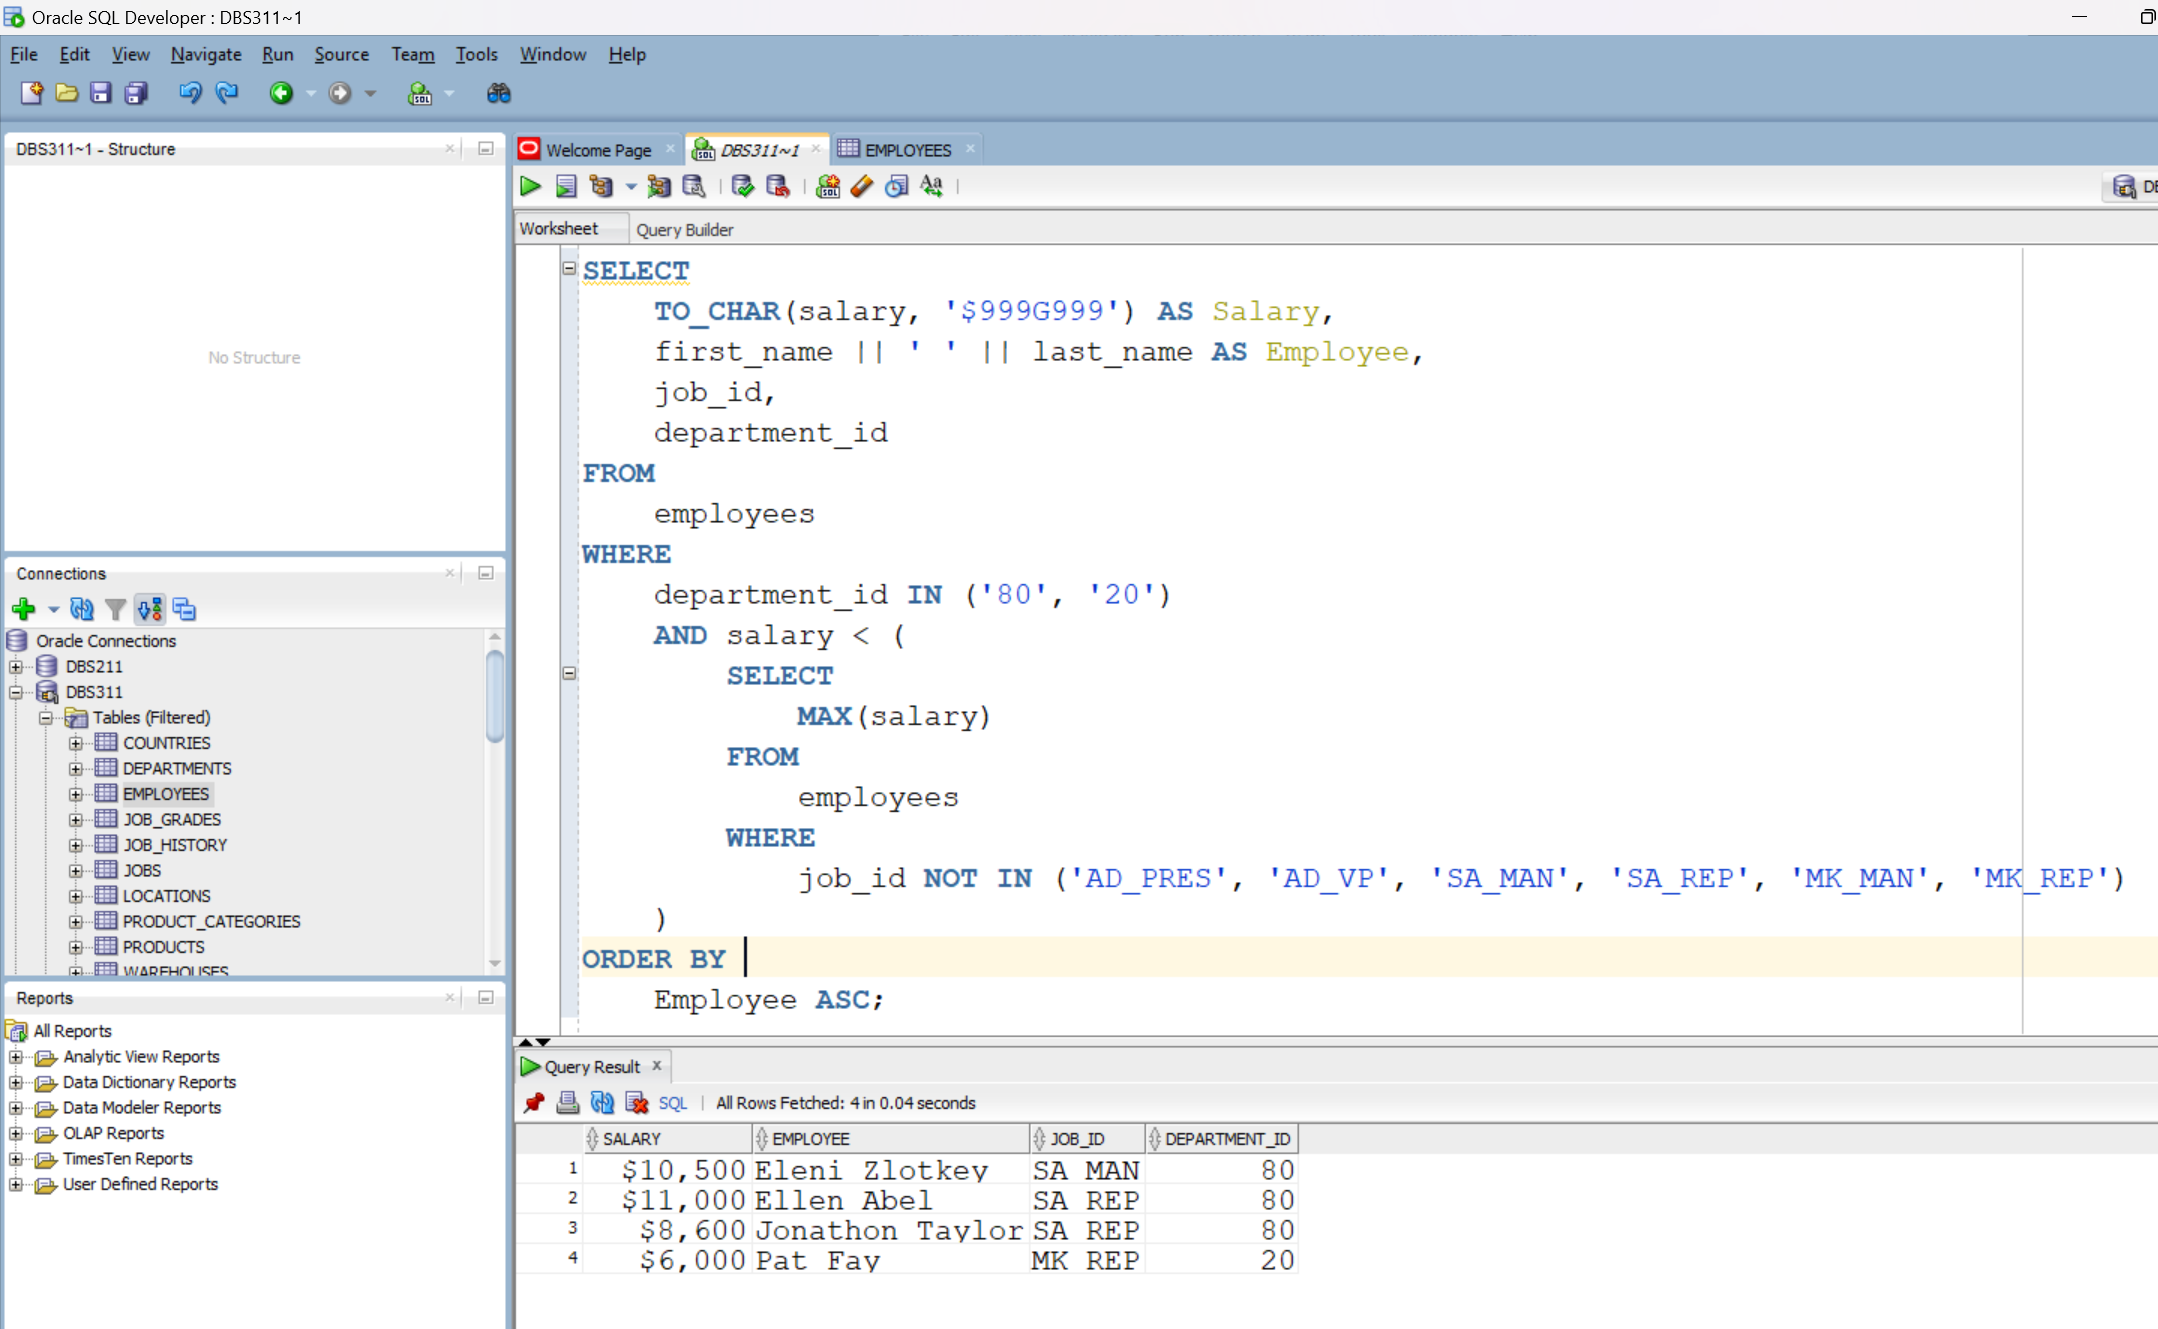 Oracle SQL Developer : DBS311~1
File Edit View Navigate Run Source Team Tools Window Help
DBS311~1 - Structure
No Structure
Connections
Oracle Connections
DBS211
DBS311
Tables (Filtered)
COUNTRIES
DEPARTMENTS
EMPLOYEES
JOB_GRADES
JOB_HISTORY
JOBS
LOCATIONS
PRODUCT_CATEGORIES
PRODUCTS
WAREHOUSES
Reports
All Reports
Analytic View Reports
Data Dictionary Reports
Data Modeler Reports
OLAP Reports
TimesTen Reports
User Defined Reports
Welcome Page DBS311~1 EMPLOYEES
Worksheet Query Builder
SELECT
TO_CHAR(salary, '$999G999') AS Salary,
first_name || ' ' || last_name AS Employee,
job_id,
department_id
FROM
employees
WHERE
department_id IN ('80', '20')
AND salary < (
SELECT
MAX(salary)
FROM
employees
WHERE
job_id NOT IN ('AD_PRES', 'AD_VP', 'SA_MAN', 'SA_REP', 'MK_MAN', 'MK_REP')
)
ORDER BY
Employee ASC;
Query Result
SQL | All Rows Fetched: 4 in 0.04 seconds
SALARY EMPLOYEE JOB_ID DEPARTMENT_ID
1 $10,500 Eleni Zlotkey SA_MAN 80
2 $11,000 Ellen Abel SA_REP 80
3 $8,600 Jonathon Taylor SA_REP 80
4 $6,000 Pat Fay MK_REP 20